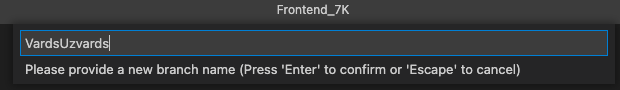 Frontend_7K
VardsUzvards
Please provide a new branch name (Press 'Enter' to confirm or 'Escape' to cancel)